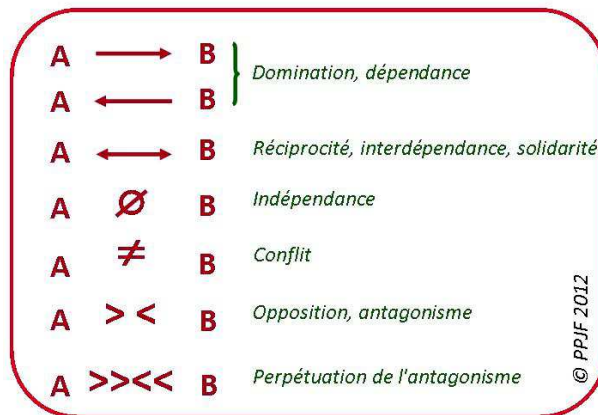 A → B
Domination, dépendance
A ← B
A ↔ B Réciprocité, interdépendance, solidarité
A Ø B Indépendance
A ≠ B Conflit
A > < B Opposition, antagonisme
A >><< B Perpétuation de l'antagonisme
© PPJF 2012